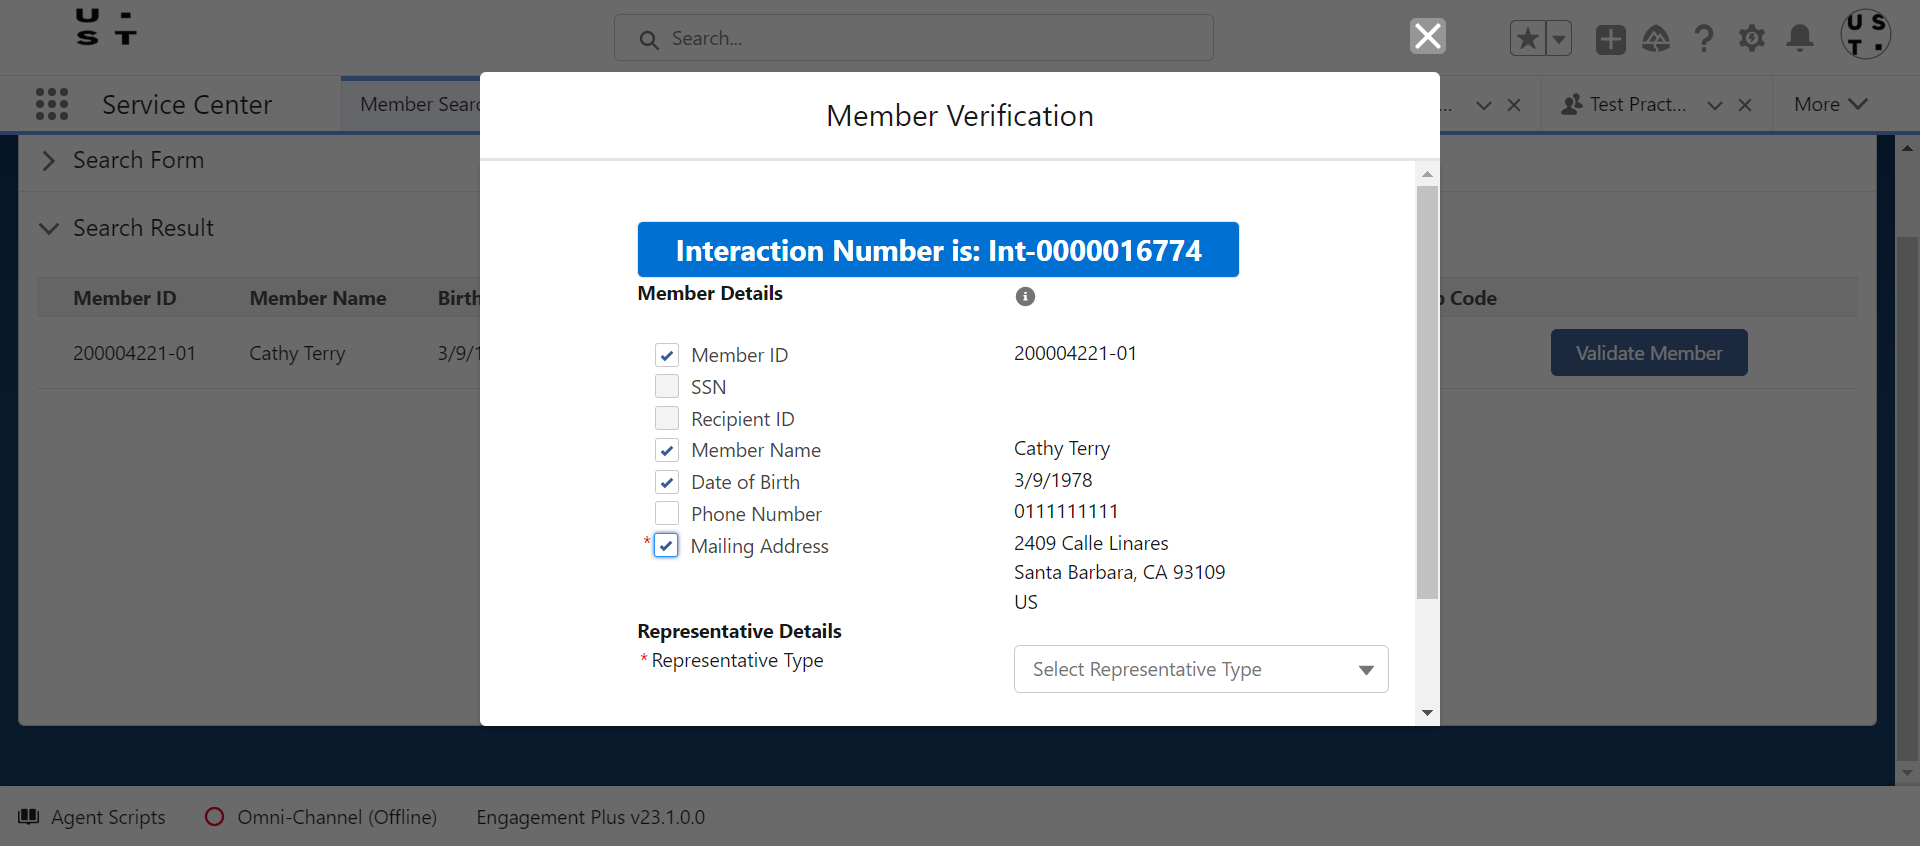 U ·
S T
Search...
U S
T ·
Service Center
Member Searc
...
Test Pract...
More
Member Verification
Search Form
Search Result
Interaction Number is: Int-0000016774
Member Details
Member ID
Member Name
Birth
Code
200004221-01
Cathy Terry
3/9/1
Validate Member
Member ID
200004221-01
SSN
Recipient ID
Member Name
Cathy Terry
Date of Birth
3/9/1978
Phone Number
0111111111
* Mailing Address
2409 Calle Linares
Santa Barbara, CA 93109
US
Representative Details
* Representative Type
Select Representative Type
Agent Scripts
Omni-Channel (Offline)
Engagement Plus v23.1.0.0